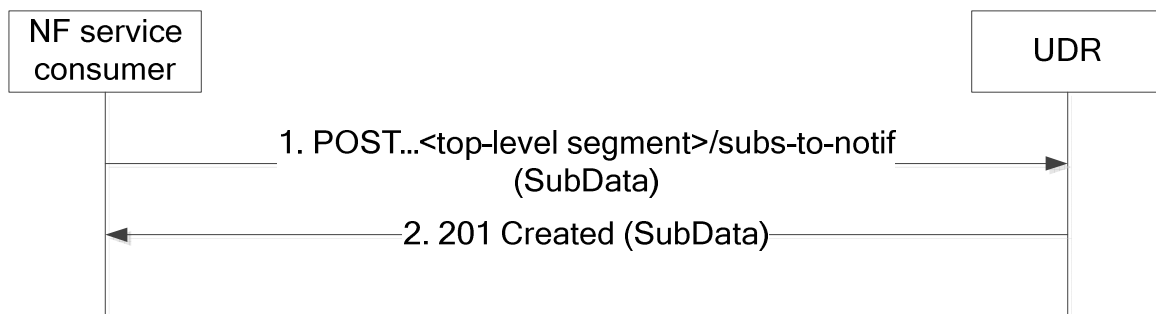 NF service
consumer
UDR
1. POST...<top-level segment>/subs-to-notif
(SubData)
2. 201 Created (SubData)